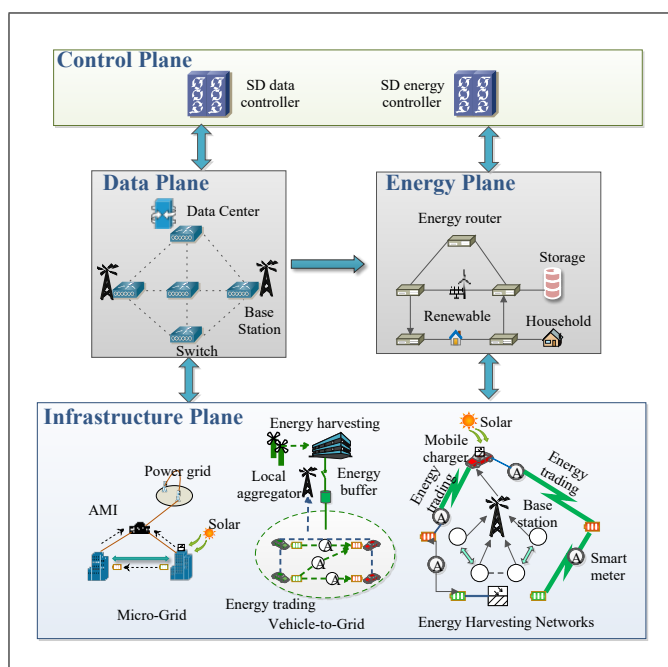 Control Plane
SD data
controller
SD energy
controller
Data Plane
Data Center
Base
Station
Switch
Energy Plane
Energy router
Storage
Renewable
Household
Infrastructure Plane
Power grid
AMI
Solar
Micro-Grid
Energy harvesting
Local
aggregator
Energy
buffer
A
A
A
Energy trading
Vehicle-to-Grid
Solar
Mobile
charger
A
Energy
trading
Energy
trading
A
A
Base
station
A
Smart
meter
Energy Harvesting Networks